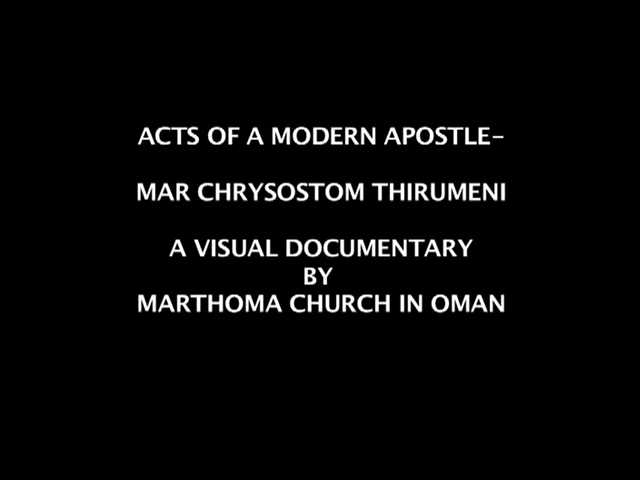 ACTS OF A MODERN APOSTLE-
MAR CHRYSOSTOM THIRUMENI
A VISUAL DOCUMENTARY
BY
MARTHOMA CHURCH IN OMAN